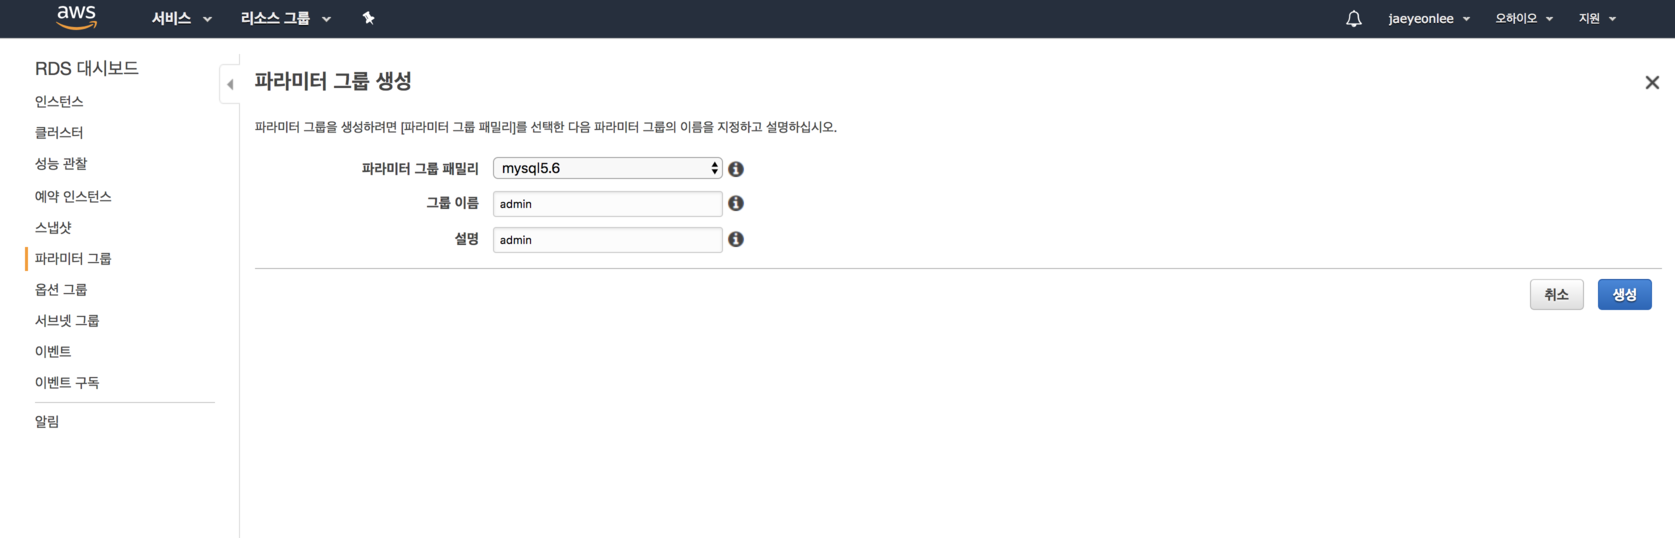 aws 서비스 리소스 그룹 jaeyeonlee 오하이오 지원
RDS 대시보드
인스턴스
클러스터
성능 관찰
예약 인스턴스
스냅샷
파라미터 그룹
옵션 그룹
서브넷 그룹
이벤트
이벤트 구독
알림
파라미터 그룹 생성
파라미터 그룹을 생성하려면 [파라미터 그룹 패밀리]를 선택한 다음 파라미터 그룹의 이름을 지정하고 설명하십시오.
파라미터 그룹 패밀리 mysql5.6
그룹 이름 admin
설명 admin
취소 생성